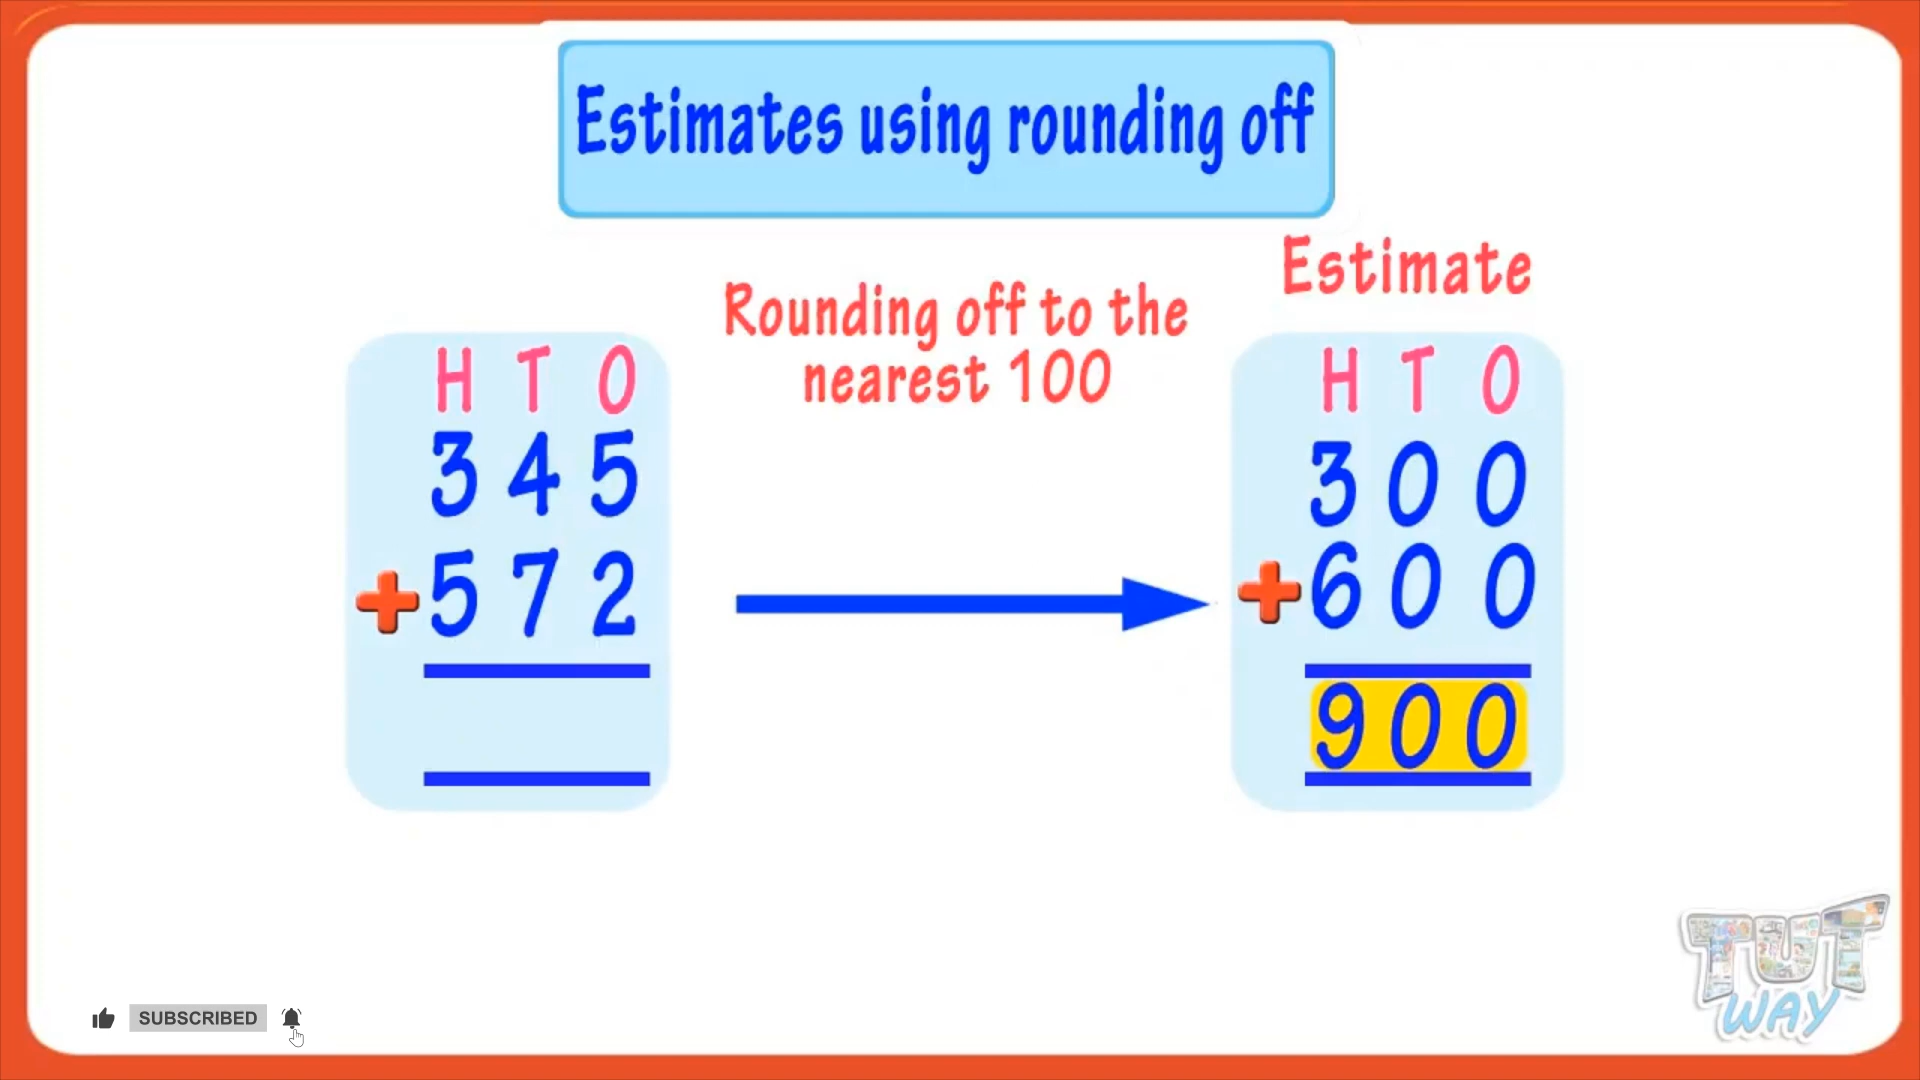 Estimates using rounding off
Estimate
Rounding off to the
nearest 100
H T O
3 4 5
+ 5 7 2
H T O
3 0 0
+ 6 0 0
9 0 0
SUBSCRIBED
TUT
WAY